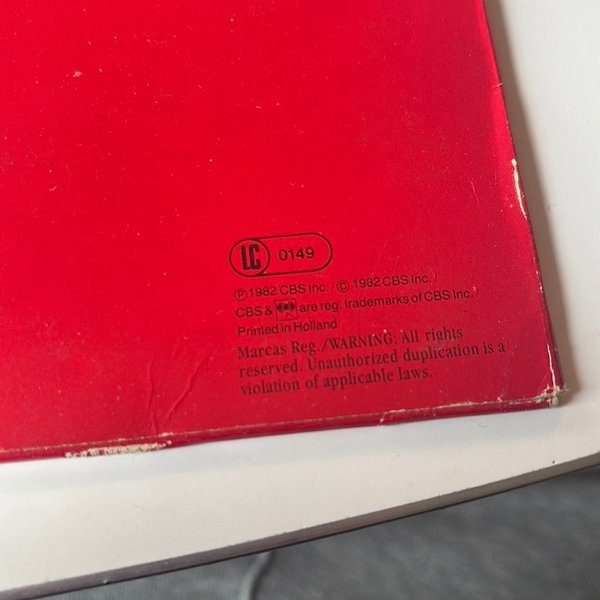 LC 0149
Ⓟ 1982 CBS Inc. / © 1982 CBS Inc. /
CBS & are reg. trademarks of CBS Inc. /
Printed in Holland
Marcas Reg./WARNING: All rights
reserved. Unauthorized duplication is a
violation of applicable laws.